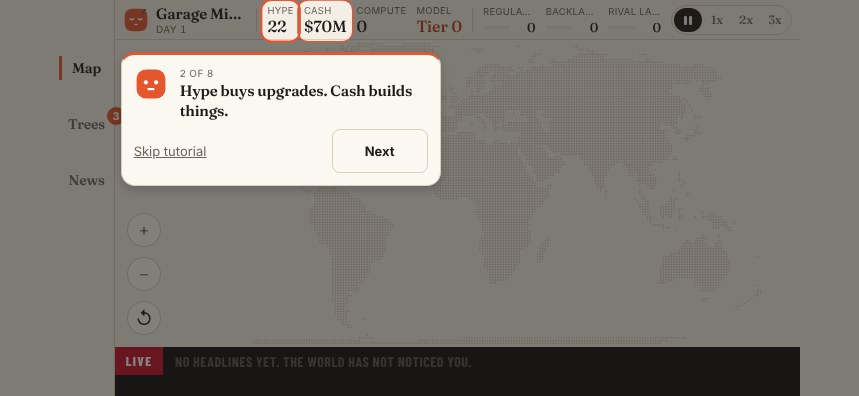 Garage Mi...
DAY 1
HYPE
22
CASH
$70M
COMPUTE
0
MODEL
Tier 0
REGULA...
0
BACKLA...
0
RIVAL LA...
0
1x
2x
3x
Map
Trees
3
News
2 OF 8
Hype buys upgrades. Cash builds
things.
Skip tutorial
Next
+
−
LIVE
NO HEADLINES YET. THE WORLD HAS NOT NOTICED YOU.